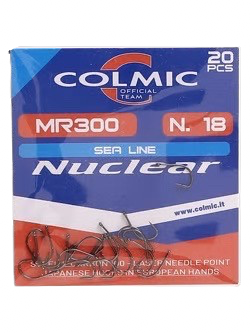 20
PCS
COLMIC
OFFICIAL
TEAM
MR300
N. 18
SEA LINE
Nuclear
www.colmic.it
LASER NEEDLE POINT
JAPANESE HOOKS IN EUROPEAN HANDS